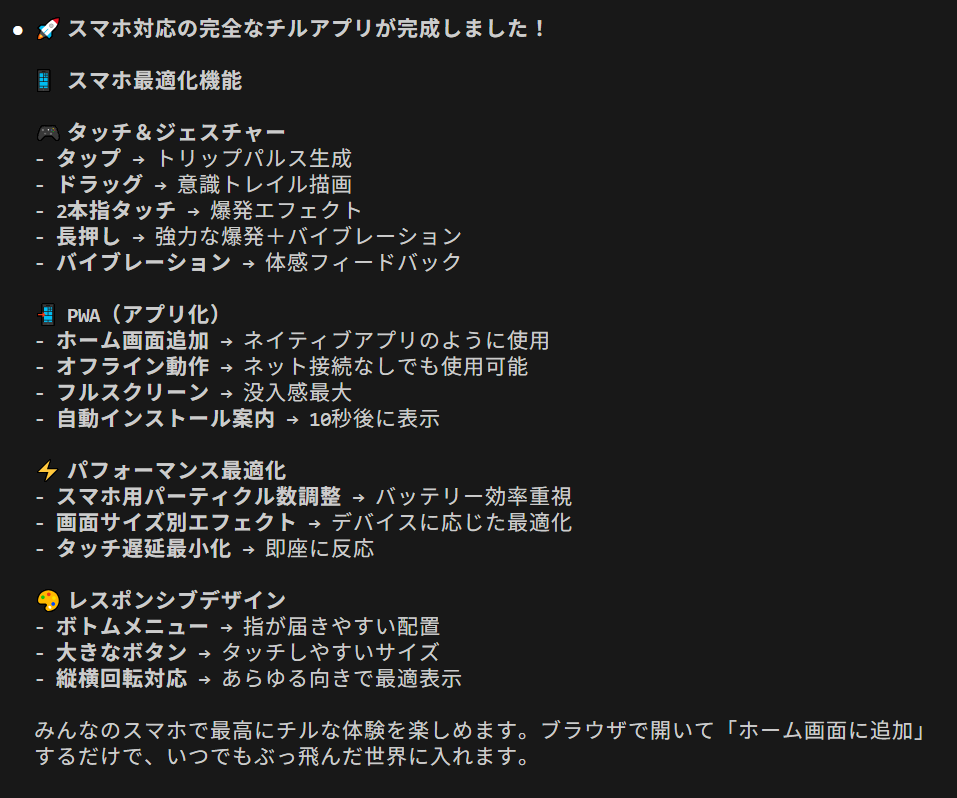 ● 🚀 スマホ対応の完全なチルアプリが完成しました!
📱 スマホ最適化機能
🎮 タッチ&ジェスチャー
- タップ → トリップパルス生成
- ドラッグ → 意識トレイル描画
- 2本指タッチ → 爆発エフェクト
- 長押し → 強力な爆発+バイブレーション
- バイブレーション → 体感フィードバック
📲 PWA(アプリ化)
- ホーム画面追加 → ネイティブアプリのように使用
- オフライン動作 → ネット接続なしでも使用可能
- フルスクリーン → 没入感最大
- 自動インストール案内 → 10秒後に表示
⚡ パフォーマンス最適化
- スマホ用パーティクル数調整 → バッテリー効率重視
- 画面サイズ別エフェクト → デバイスに応じた最適化
- タッチ遅延最小化 → 即座に反応
🎨 レスポンシブデザイン
- ボトムメニュー → 指が届きやすい配置
- 大きなボタン → タッチしやすいサイズ
- 縦横回転対応 → あらゆる向きで最適表示
みんなのスマホで最高にチルな体験を楽しめます。ブラウザで開いて「ホーム画面に追加」
するだけで、いつでもぶっ飛んだ世界に入れます。